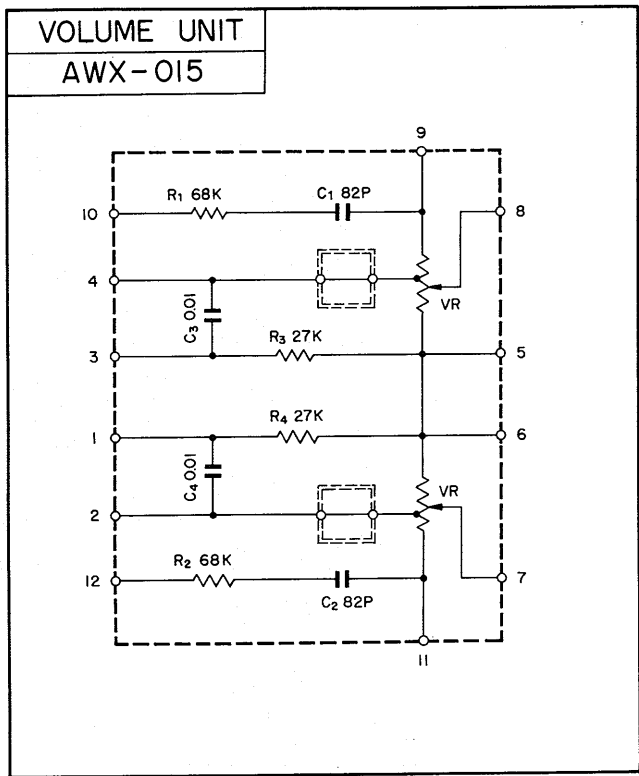 VOLUME UNIT
AWX-015
9
R1 68K
C1 82P
10
8
4
VR
C3 0.01
R3 27K
3
5
R4 27K
1
6
C4 0.01
VR
2
R2 68K
12
7
C2 82P
11